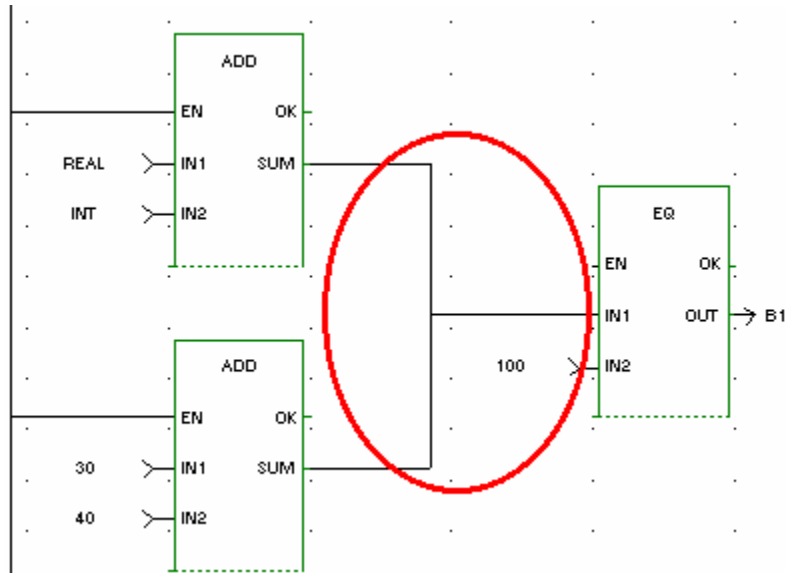 ADD
EN OK
REAL IN1 SUM
INT IN2
EQ
EN OK
IN1 OUT B1
100 IN2
ADD
EN OK
30 IN1 SUM
40 IN2